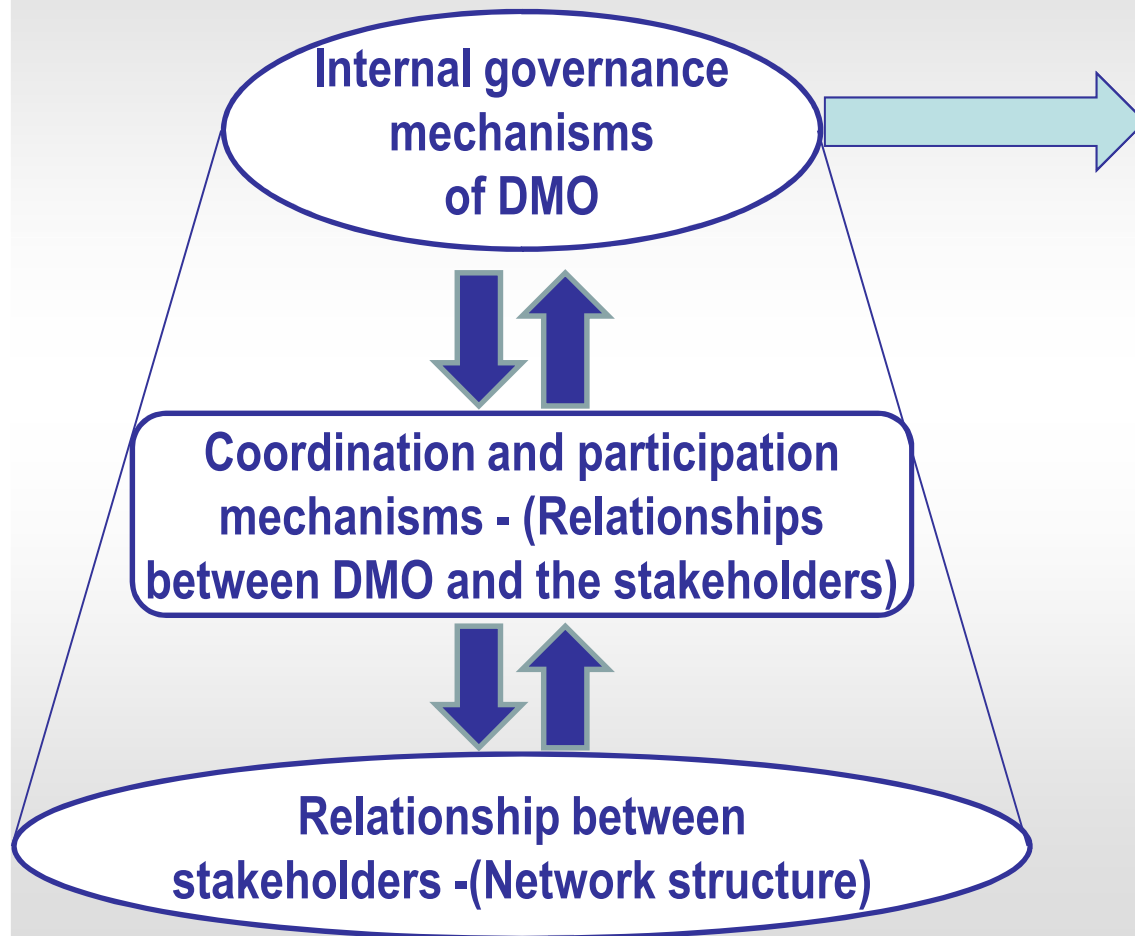 Internal governance
mechanisms
of DMO
Coordination and participation
mechanisms - (Relationships
between DMO and the stakeholders)
Relationship between
stakeholders -(Network structure)